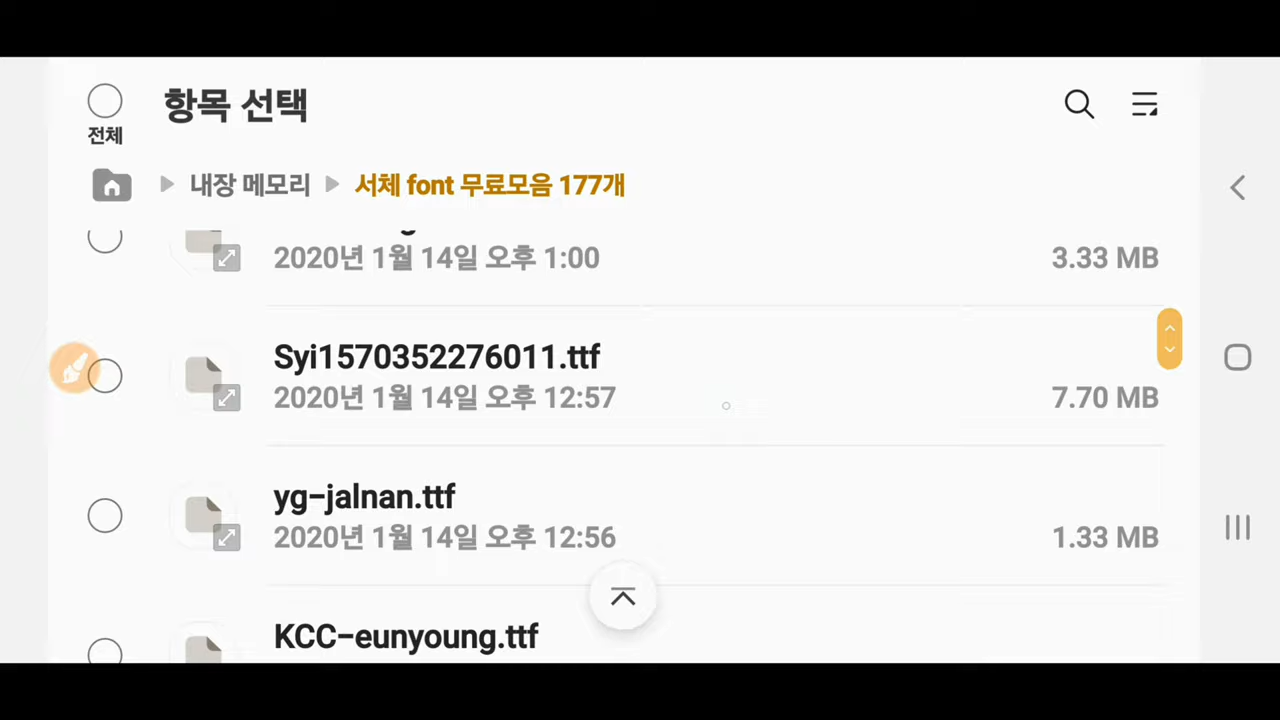 항목 선택
전체
내장 메모리 서체 font 무료모음 177개
2020년 1월 14일 오후 1:00 3.33 MB
Syi1570352276011.ttf
2020년 1월 14일 오후 12:57 7.70 MB
yg-jalnan.ttf
2020년 1월 14일 오후 12:56 1.33 MB
KCC-eunyoung.ttf